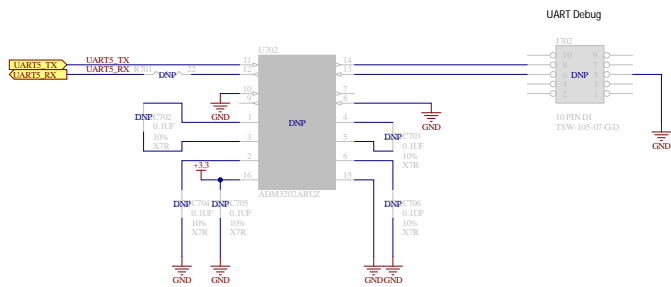 UART Debug
U702
J702
UART5_TX
UART5_TX
11
14
10
9
UART5_RX
UART5_RX
R701
DNP
22
12
13
8
7
6
DNP
5
4
3
2
1
10
7
9
8
GND
GND
GND
10 PIN DI
TSW-105-07-G-D
DNP
C702
0.1UF
10%
X7R
1
DNP
4
DNP
C703
0.1UF
10%
X7R
3
5
2
6
+3.3
16
15
ADM3202ARUZ
DNP
C704
0.1UF
10%
X7R
DNP
C705
0.1UF
10%
X7R
DNP
C706
0.1UF
10%
X7R
GND
GND
GND
GND